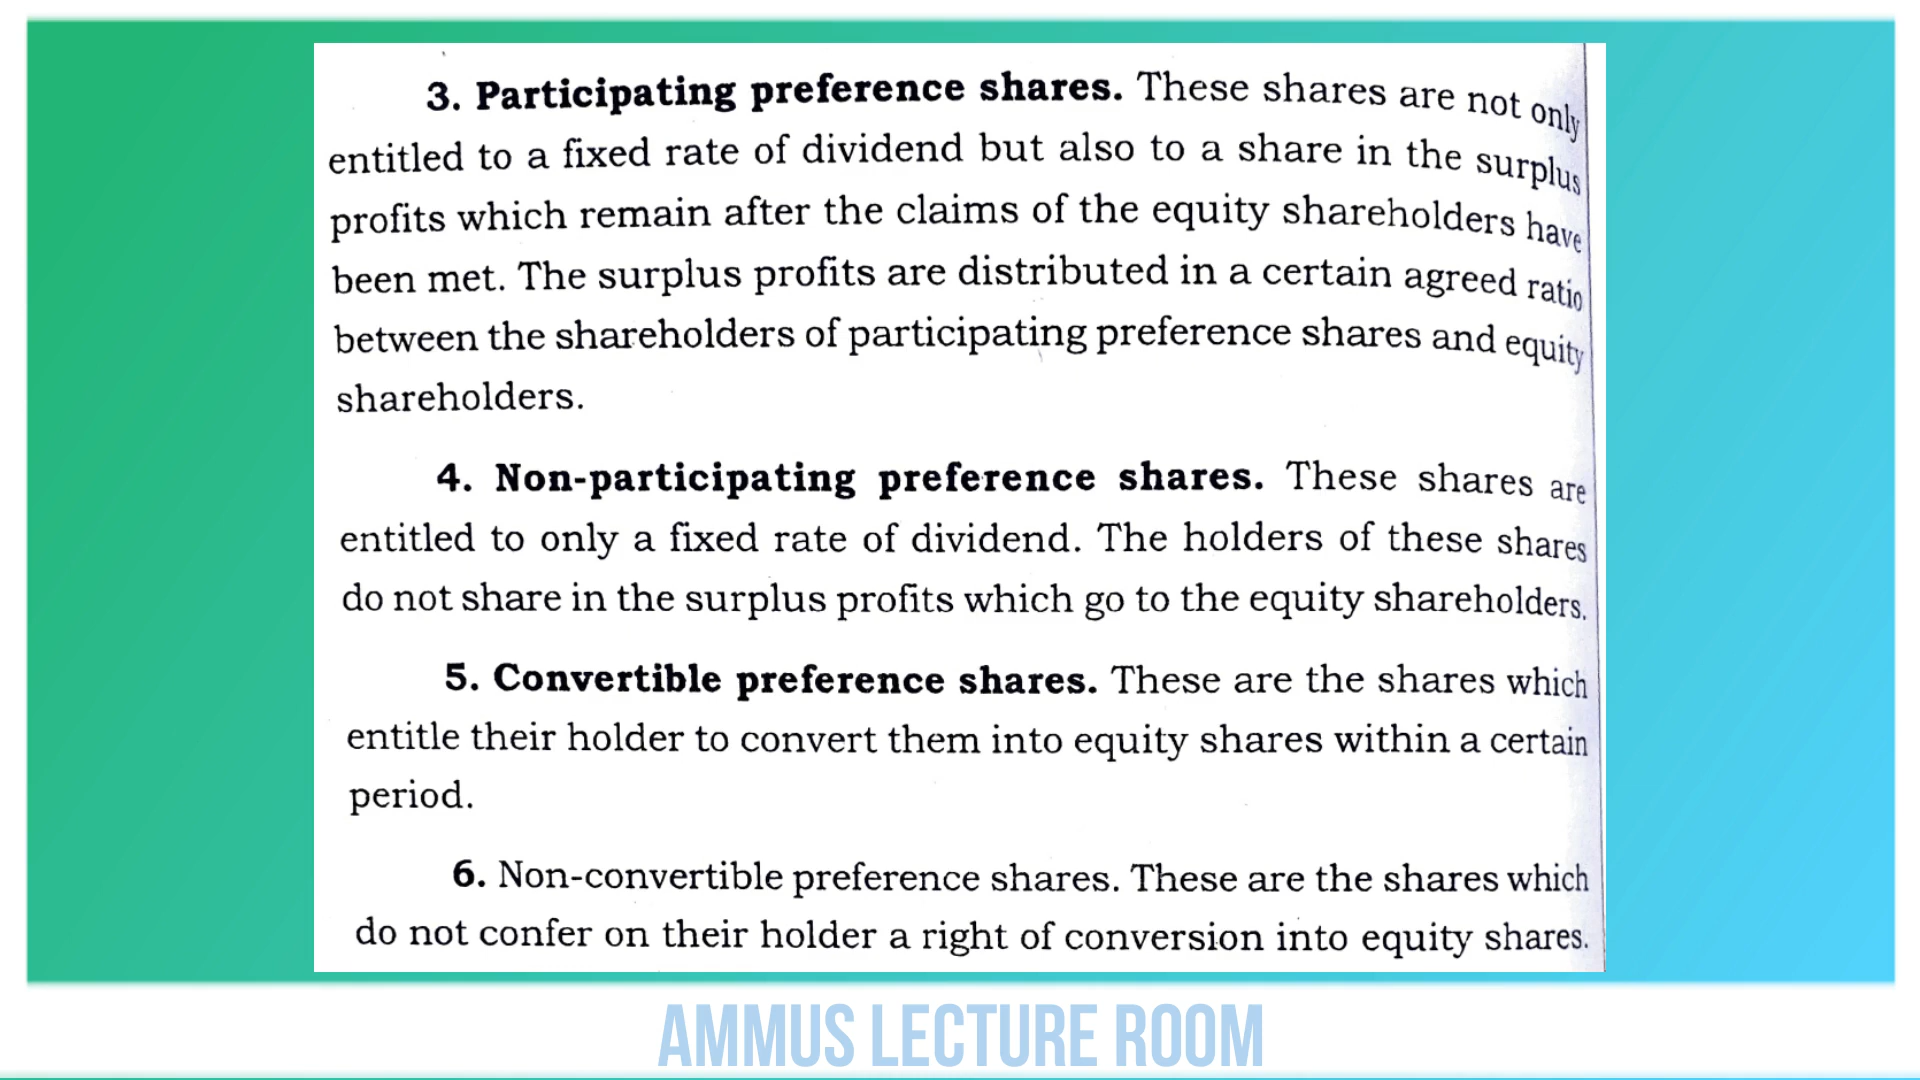 3. Participating preference shares. These shares are not only
entitled to a fixed rate of dividend but also to a share in the surplus
profits which remain after the claims of the equity shareholders have
been met. The surplus profits are distributed in a certain agreed ratio
between the shareholders of participating preference shares and equity
shareholders.
4. Non-participating preference shares. These shares are
entitled to only a fixed rate of dividend. The holders of these shares
do not share in the surplus profits which go to the equity shareholders.
5. Convertible preference shares. These are the shares which
entitle their holder to convert them into equity shares within a certain
period.
6. Non-convertible preference shares. These are the shares which
do not confer on their holder a right of conversion into equity shares.
AMMUS LECTURE ROOM